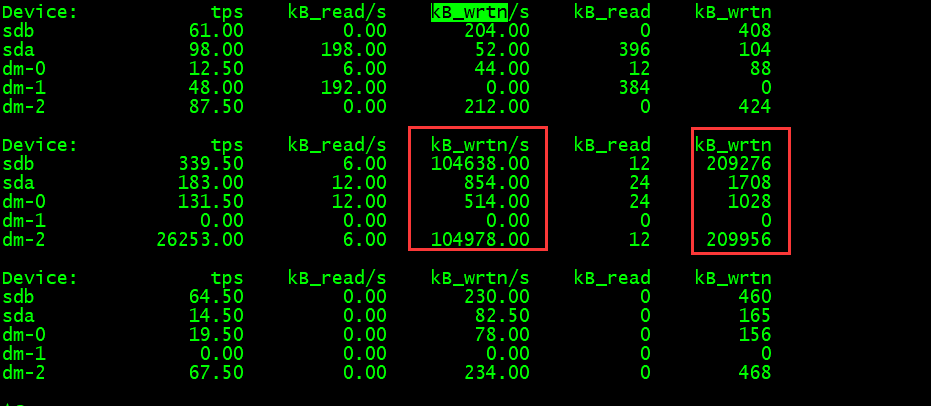 Device: tps kB_read/s kB_wrtn/s kB_read kB_wrtn
sdb 61.00 0.00 204.00 0 408
sda 98.00 198.00 52.00 396 104
dm-0 12.50 6.00 44.00 12 88
dm-1 48.00 192.00 0.00 384 0
dm-2 87.50 0.00 212.00 0 424
Device: tps kB_read/s kB_wrtn/s kB_read kB_wrtn
sdb 339.50 6.00 104638.00 12 209276
sda 183.00 12.00 854.00 24 1708
dm-0 131.50 12.00 514.00 24 1028
dm-1 0.00 0.00 0.00 0 0
dm-2 26253.00 6.00 104978.00 12 209956
Device: tps kB_read/s kB_wrtn/s kB_read kB_wrtn
sdb 64.50 0.00 230.00 0 460
sda 14.50 0.00 82.50 0 165
dm-0 19.50 0.00 78.00 0 156
dm-1 0.00 0.00 0.00 0 0
dm-2 67.50 0.00 234.00 0 468